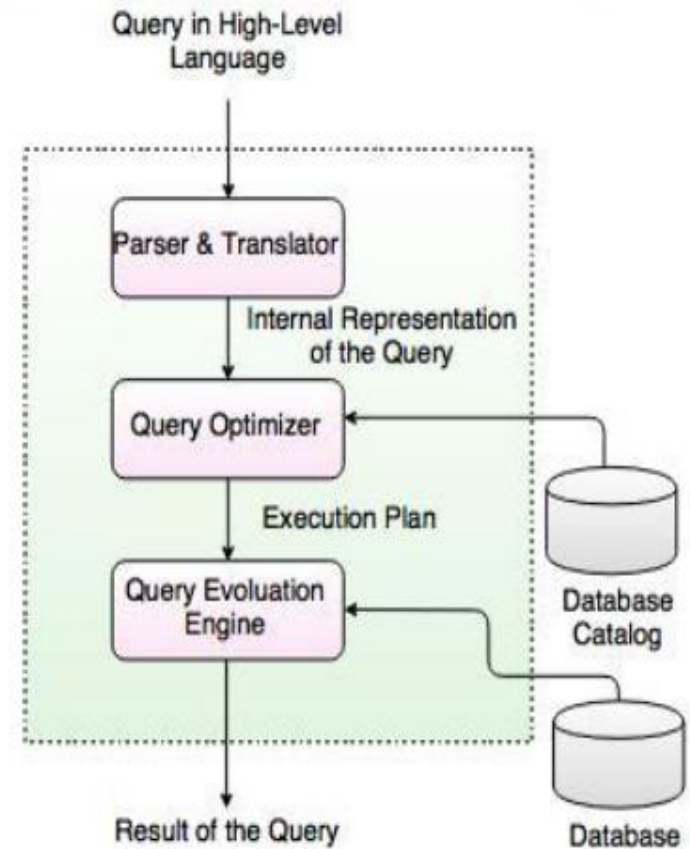 Query in High-Level
Language
Parser & Translator
Internal Representation
of the Query
Query Optimizer
Execution Plan
Query Evoluation
Engine
Database
Catalog
Result of the Query
Database